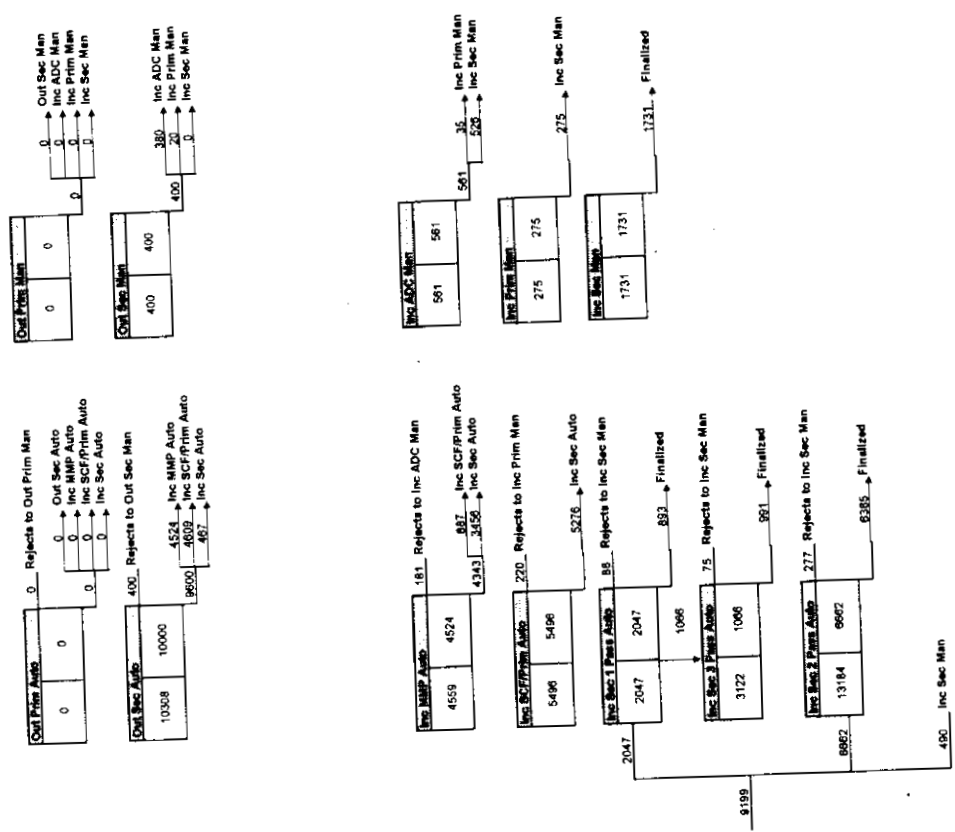 Out Prim Auto
0 0
0 Rejects to Out Prim Man
0
0 Out Sec Auto
0 Inc MMP Auto
0 Inc SCF/Prim Auto
0 Inc Sec Auto
Out Prim Man
0 0
0
0 Out Sec Man
0 Inc ADC Man
0 Inc Prim Man
0 Inc Sec Man
Out Sec Auto
10308 10000
400 Rejects to Out Sec Man
9600
4524 Inc MMP Auto
4609 Inc SCF/Prim Auto
467 Inc Sec Auto
Out Sec Man
400 400
400
380 Inc ADC Man
20 Inc Prim Man
0 Inc Sec Man
Inc MMP Auto
4559 4524
181 Rejects to Inc ADC Man
4343
887 Inc SCF/Prim Auto
3456 Inc Sec Auto
Inc ADC Man
561 561
561
35 Inc Prim Man
526 Inc Sec Man
Inc SCF/Prim Auto
5496 5496
220 Rejects to Inc Prim Man
5276 Inc Sec Auto
Inc Prim Man
275 275
275 Inc Sec Man
9199
2047
Inc Sec 1 Pass Auto
2047 2047
88 Rejects to Inc Sec Man
893 Finalized
1066
Inc Sec Man
1731 1731
1731 Finalized
Inc Sec 3 Pass Auto
3122 1066
75 Rejects to Inc Sec Man
991 Finalized
6662
Inc Sec 2 Pass Auto
13184 6662
277 Rejects to Inc Sec Man
6385 Finalized
490 Inc Sec Man